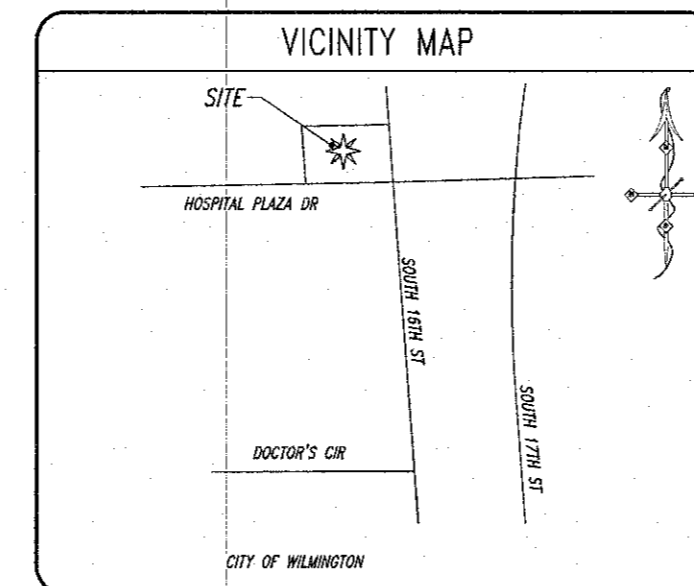 VICINITY MAP
SITE
HOSPITAL PLAZA DR
SOUTH 16TH ST
SOUTH 17TH ST
DOCTOR'S CIR
CITY OF WILMINGTON